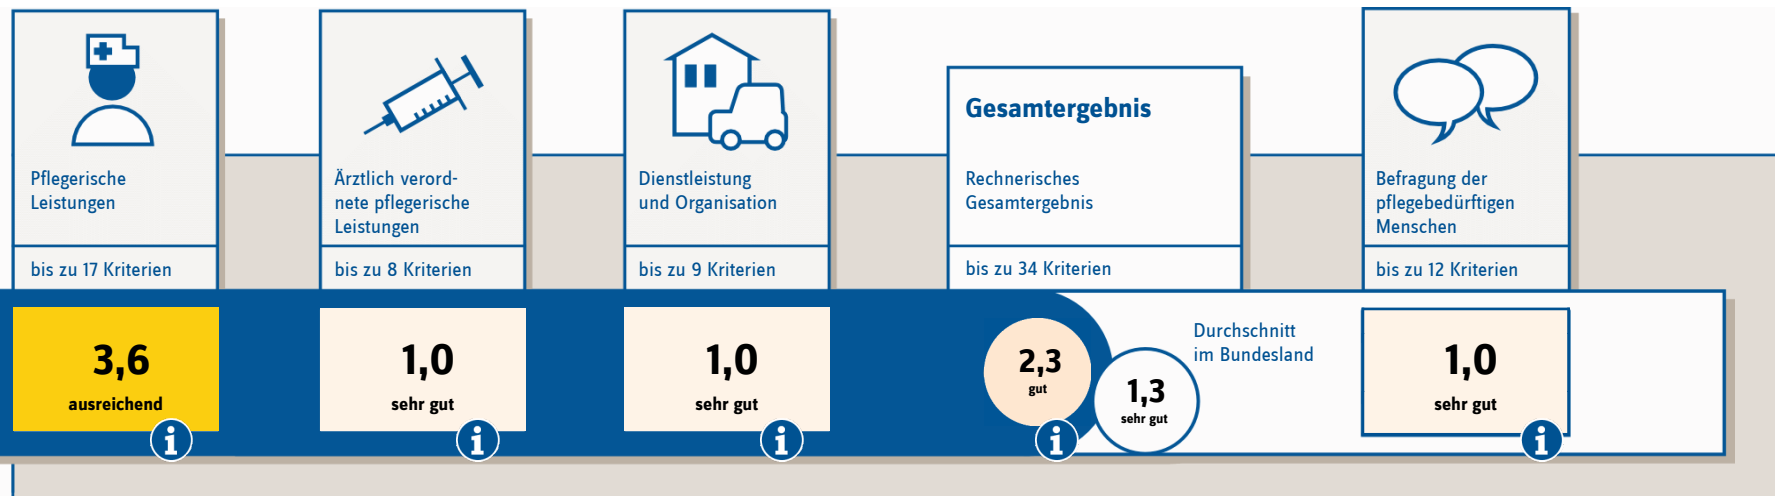 Pflegerische
Leistungen
bis zu 17 Kriterien
3,6
ausreichend
Ärztlich verord-
nete pflegerische
Leistungen
bis zu 8 Kriterien
1,0
sehr gut
Dienstleistung
und Organisation
bis zu 9 Kriterien
1,0
sehr gut
Gesamtergebnis
Rechnerisches
Gesamtergebnis
bis zu 34 Kriterien
2,3
gut
1,3
sehr gut
Durchschnitt
im Bundesland
Befragung der
pflegebedürftigen
Menschen
bis zu 12 Kriterien
1,0
sehr gut